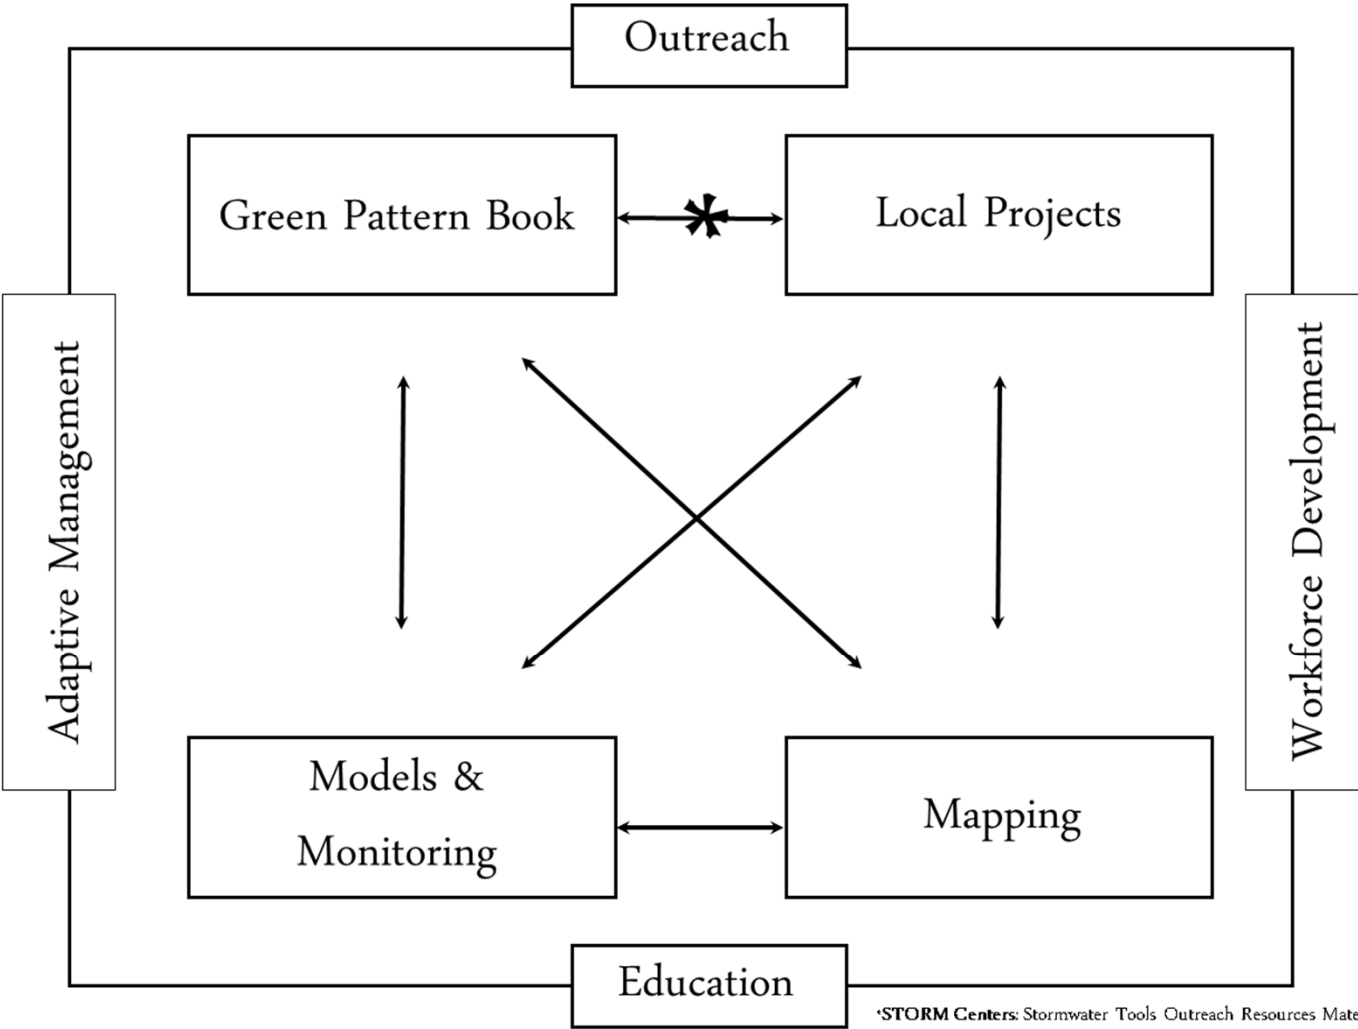 Outreach
Green Pattern Book
*
Local Projects
Adaptive Management
Workforce Development
Models &
Monitoring
Mapping
Education
*STORM Centers: Stormwater Tools Outreach Resources Mate